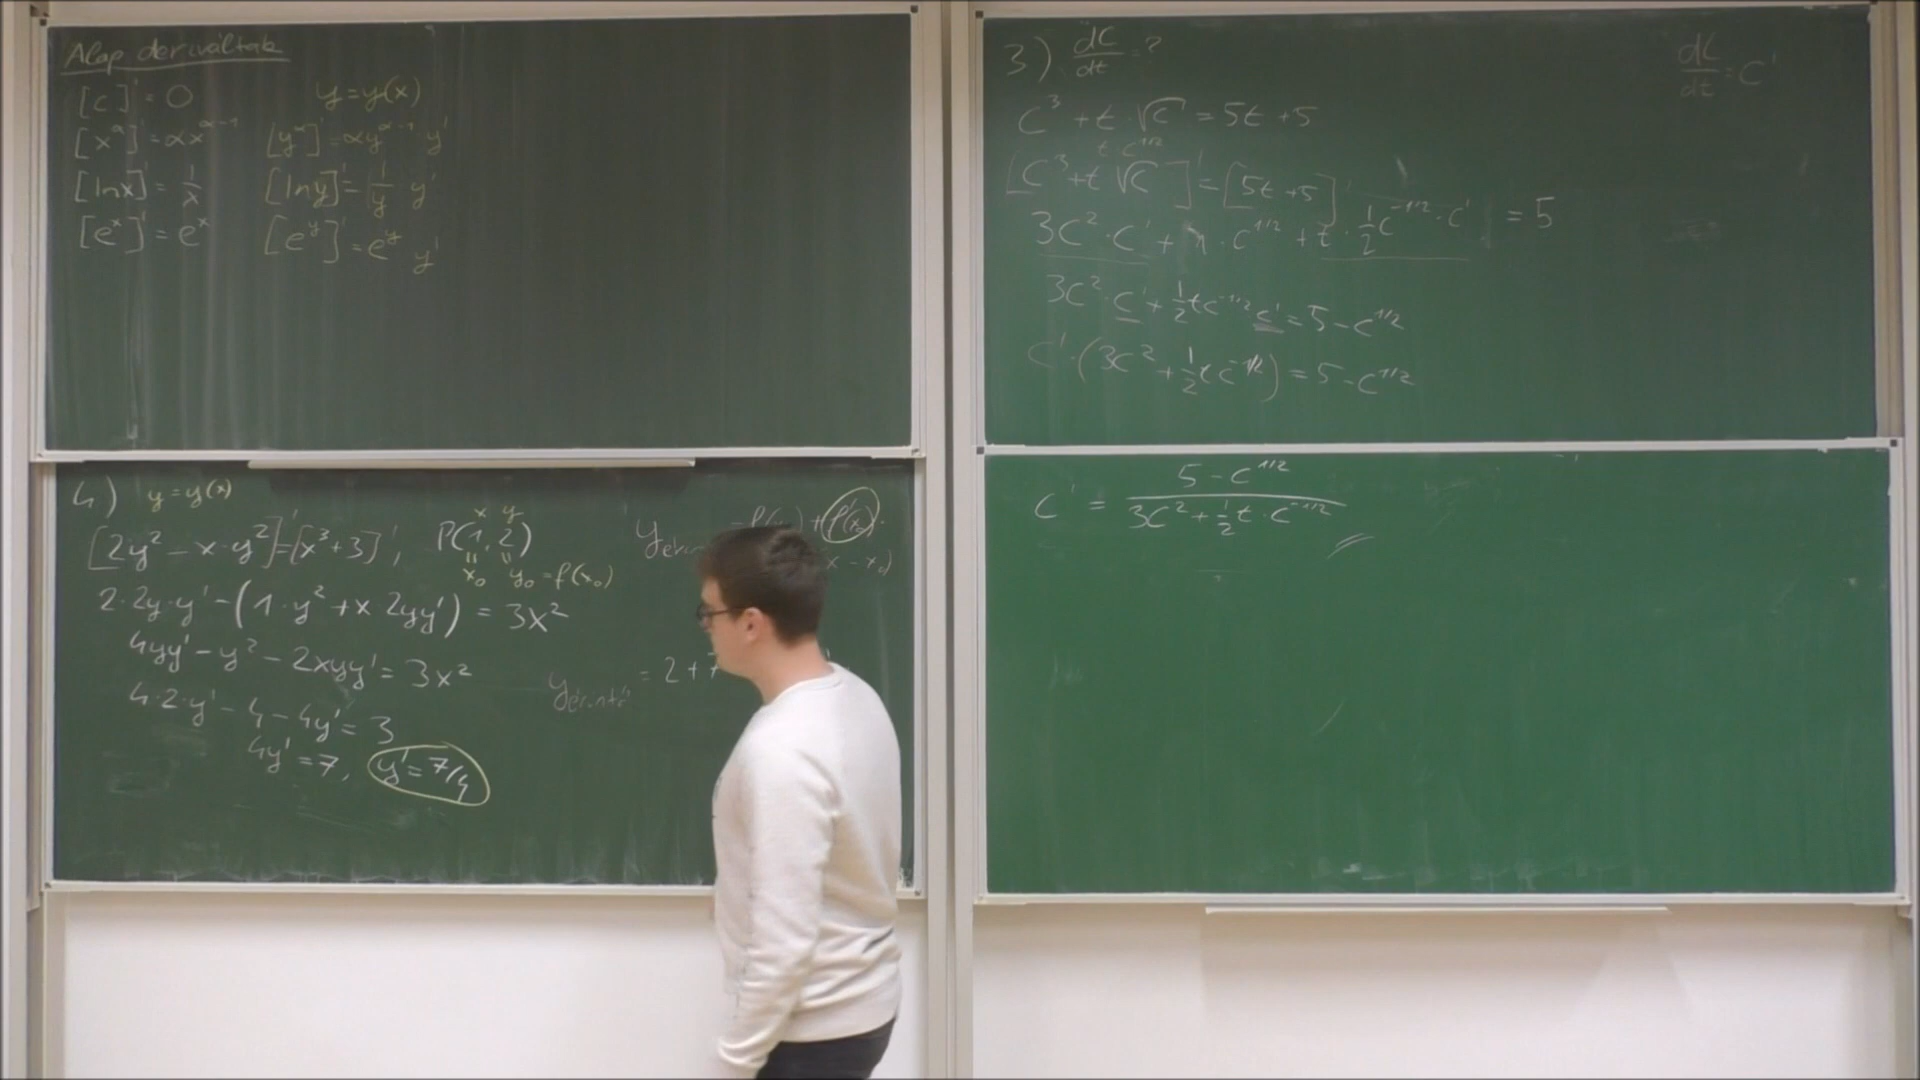 Alap deriváltak
[c]' = 0
y = y(x)
[x^α]' = αx^(α-1)
[y^α]' = αy^(α-1) y'
[lnx]' = 1/x
[lny]' = 1/y y'
[e^x]' = e^x
[e^y]' = e^y y'
4) y = y(x)
[2y² - x·y²]' = [x³+3]', P(1, 2)
x y
x₀ y₀ = f(x₀)
2·2y·y' - (1·y² + x 2yy') = 3x²
4yy' - y² - 2xyy' = 3x²
4·2·y' - 4 - 4y' = 3
4y' = 7, y' = 7/4
= 2 + 7
3) dC/dt = ?
dC/dt = C'
C³ + t·√C = 5t + 5
t C^(1/2)
[C³ + t √C]' = [5t + 5]'
3C²·C' + 1·C^(1/2) + t·1/2 C^(-1/2)·C' = 5
3C²·C' + 1/2 t C^(-1/2) C' = 5 - C^(1/2)
C'·(3C² + 1/2 t C^(-1/2)) = 5 - C^(1/2)
C' = (5 - C^(1/2)) / (3C² + 1/2 t·C^(-1/2))